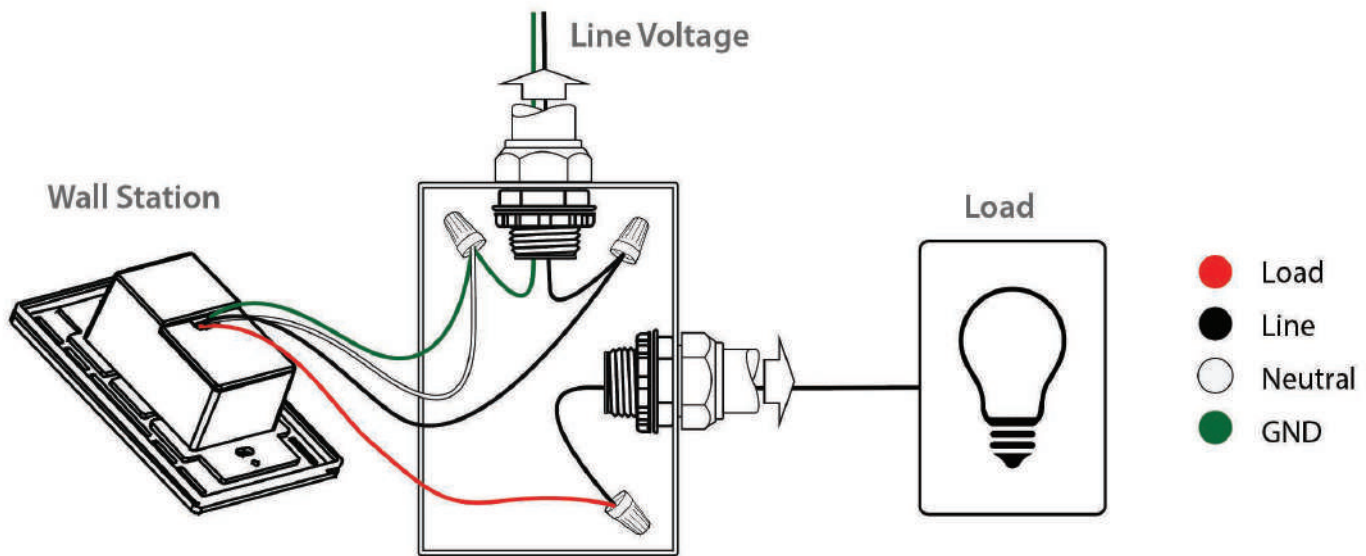 Line Voltage
Wall Station
Load
Load
Line
Neutral
GND